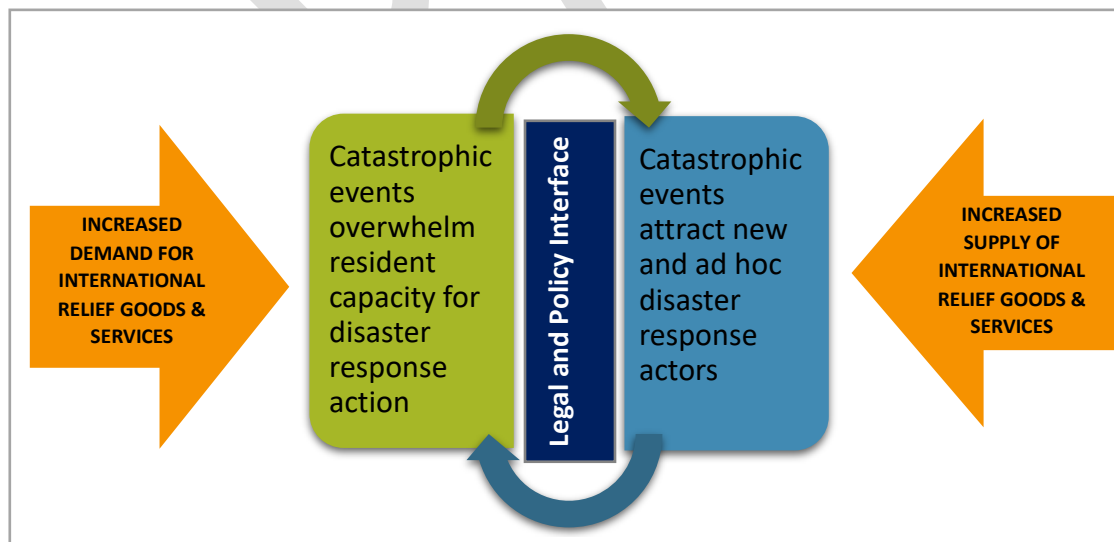 INCREASED
DEMAND FOR
INTERNATIONAL
RELIEF GOODS &
SERVICES
Catastrophic
events
overwhelm
resident
capacity for
disaster
response
action
Legal and Policy Interface
Catastrophic
events
attract new
and ad hoc
disaster
response
actors
INCREASED
SUPPLY OF
INTERNATIONAL
RELIEF GOODS &
SERVICES